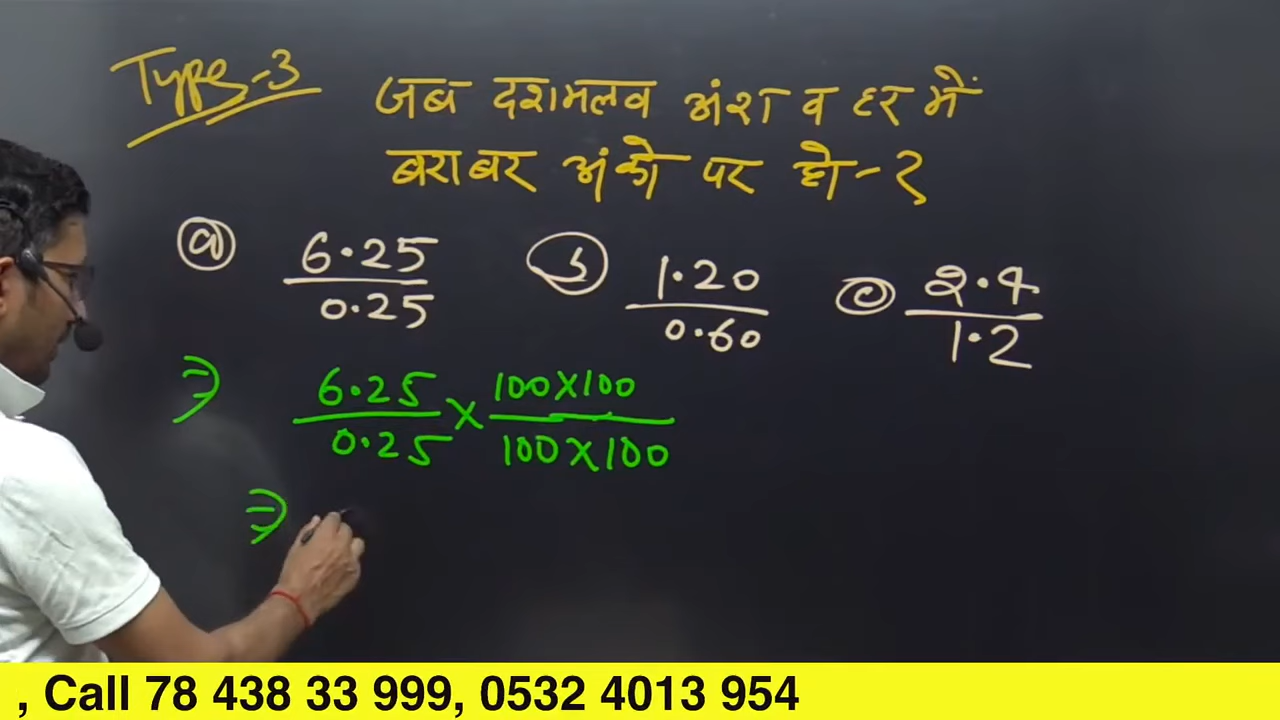 Type-3 जब दशमलव अंश व हर में
बराबर अंको पर हो - ?
(a) 6.25/0.25 (b) 1.20/0.60 (c) 2.4/1.2
⇒ 6.25/0.25 × 100×100/100×100
⇒
, Call 78 438 33 999, 0532 4013 954